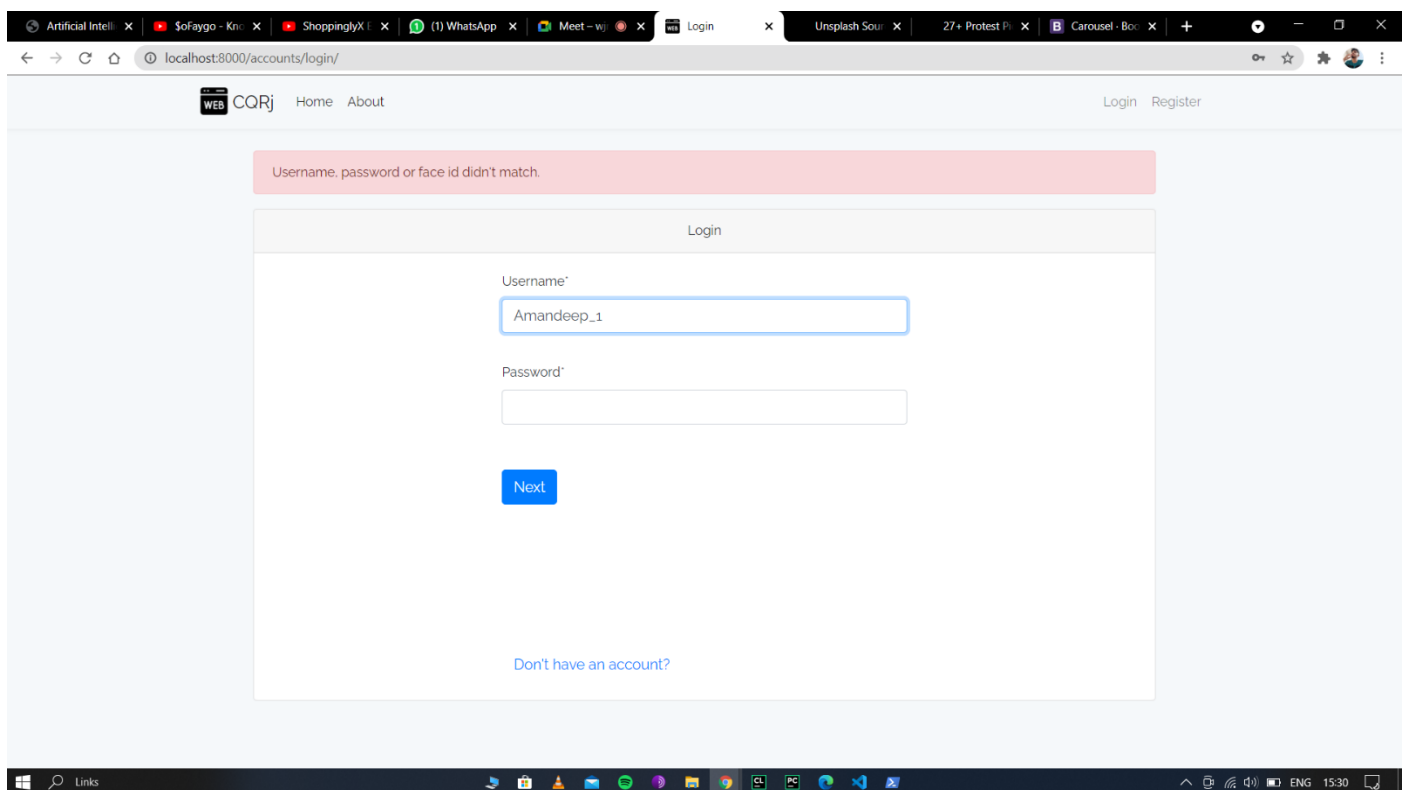 Artificial Intelli
$oFaygo - Kno
ShoppinglyX E
(1) WhatsApp
Meet – wj
Login
Unsplash Sour
27+ Protest Pi
Carousel · Boo
localhost:8000/accounts/login/
WEB CQRj Home About Login Register
Username, password or face id didn't match.
Login
Username*
Amandeep_1
Password*
Next
Don't have an account?
Links
CL
PC
ENG 15:30